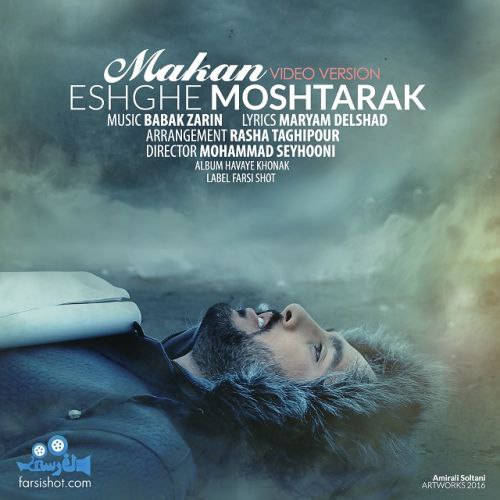 Makan VIDEO VERSION
ESHGHE MOSHTARAK
MUSIC BABAK ZARIN LYRICS MARYAM DELSHAD
ARRANGEMENT RASHA TAGHIPOUR
DIRECTOR MOHAMMAD SEYHOONI
ALBUM HAVAYE KHONAK
LABEL FARSI SHOT
farsishot.com
Amirali Soltani
ARTWORKS 2016